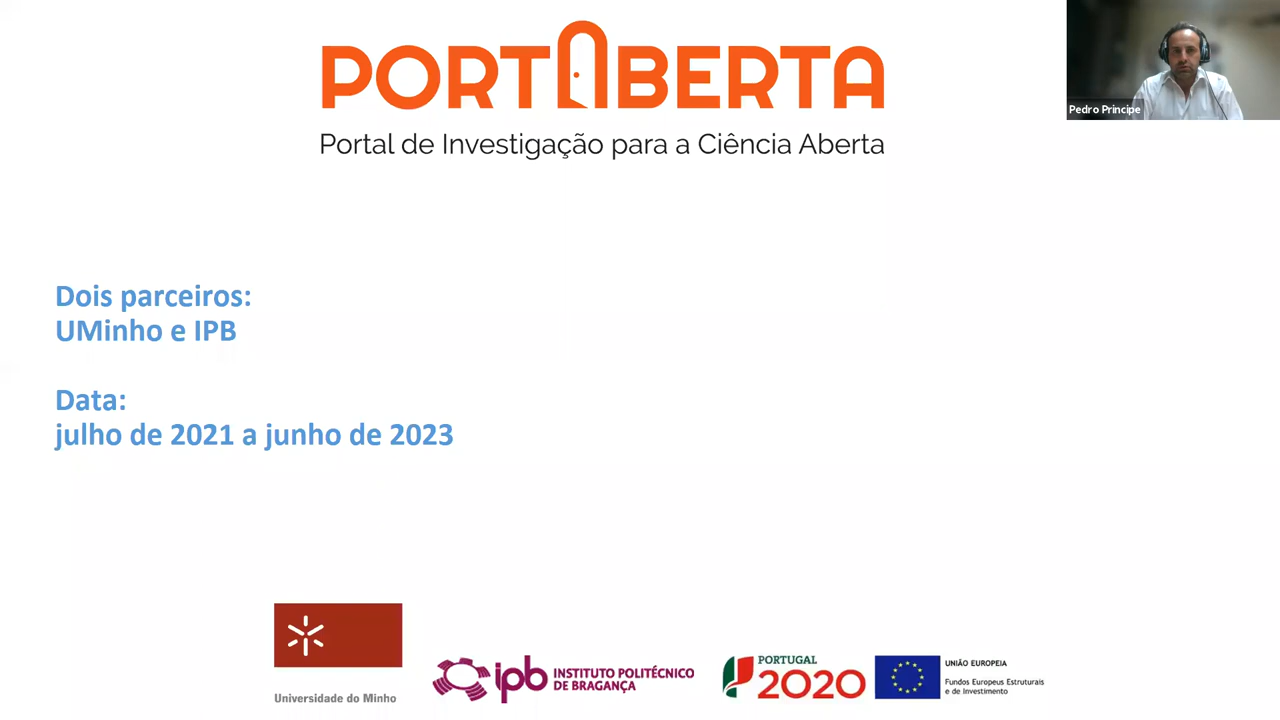 PORTABERTA
Portal de Investigação para a Ciência Aberta
Pedro Principe
Dois parceiros:
UMinho e IPB
Data:
julho de 2021 a junho de 2023
Universidade do Minho
ipb
INSTITUTO POLITÉCNICO
DE BRAGANÇA
PORTUGAL
2020
UNIÃO EUROPEIA
Fundos Europeus Estruturais
e de Investimento